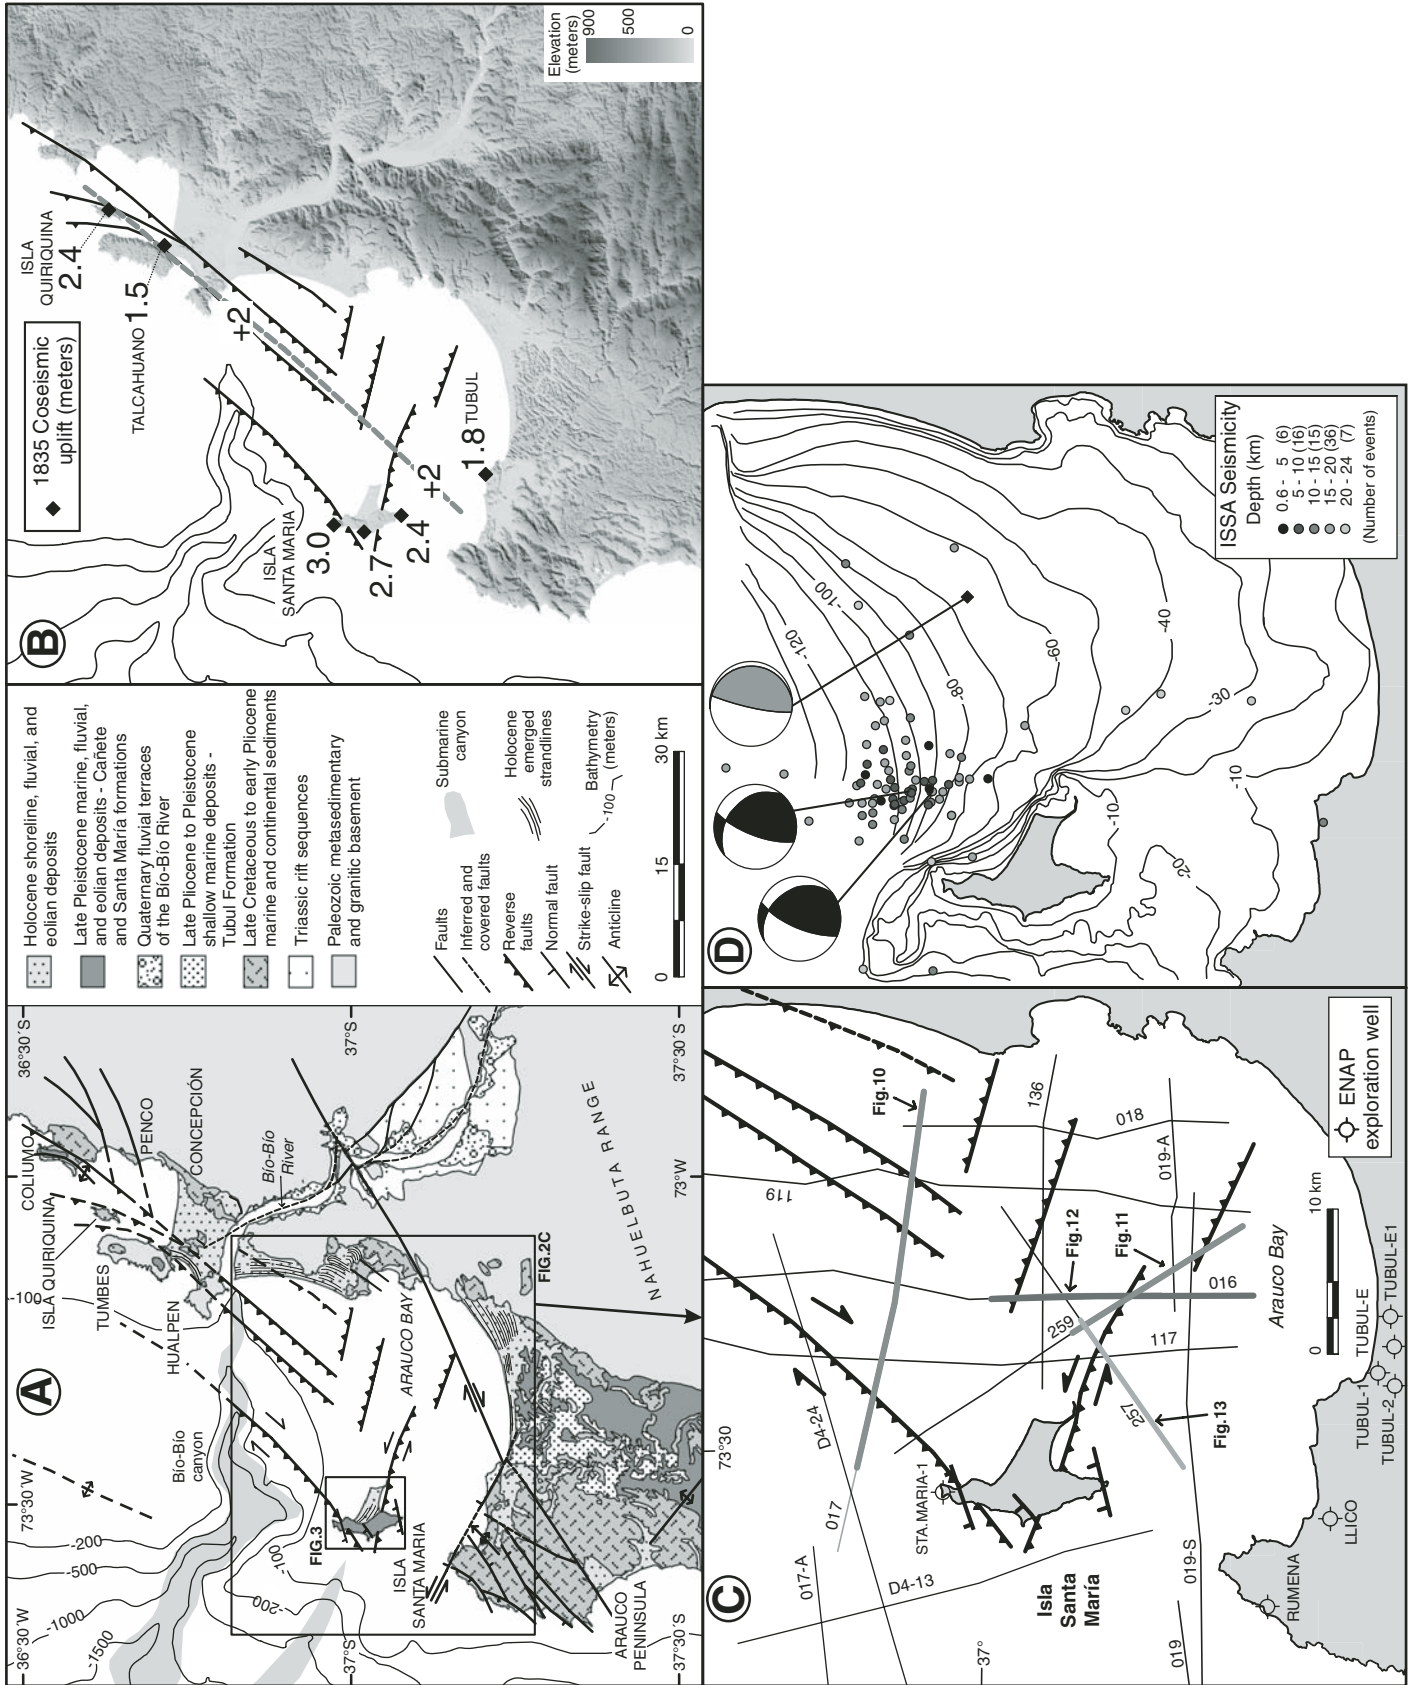 A
36°30´S
37°S
37°30´S
36°30´W
37°S
37°30´S
73°30´W
73°W
COLIUMO
PENCO
CONCEPCIÓN
ISLA QUIRIQUINA
TUMBES
HUALPEN
Bío-Bío
River
Bío-Bío
canyon
-100
-200
-500
-1000
-1500
-100
-200
ARAUCO BAY
NAHUELBUTA RANGE
FIG.2C
FIG.3
ISLA
SANTA MARIA
ARAUCO
PENINSULA
Holocene shoreline, fluvial, and
eolian deposits
Late Pleistocene marine, fluvial,
and eolian deposits - Cañete
and Santa María formations
Quaternary fluvial terraces
of the Bío-Bío River
Late Pliocene to Pleistocene
shallow marine deposits -
Tubul Formation
Late Cretaceous to early Pliocene
marine and continental sediments
Triassic rift sequences
Paleozoic metasedimentary
and granitic basement
Faults
Inferred and
covered faults
Reverse
faults
Normal fault
Strike-slip fault
Anticline
Submarine
canyon
Holocene
emerged
strandlines
Bathymetry
(meters)
-100
0
15
30 km
B
1835 Coseismic
uplift (meters)
ISLA
QUIRIQUINA
2.4
TALCAHUANO 1.5
+2
ISLA
SANTA MARIA
3.0
2.7
2.4
+2
1.8 TUBUL
Elevation
(meters)
900
500
0
C
73°30
37°
Fig.10
136
018
019-A
119
Fig.12
Fig.11
016
259
117
257
Fig.13
D4-24
017
STA.MARIA-1
017-A
D4-13
019-S
019
Isla
Santa
María
Arauco Bay
0
10 km
ENAP
exploration well
TUBUL-E1
TUBUL-E
TUBUL-1
TUBUL-2
LLICO
RUMENA
D
-120
-100
-80
-60
-40
-30
-10
-10
-20
ISSA Seismicity
Depth (km)
0.6 - 5 (6)
5 - 10 (16)
10 - 15 (15)
15 - 20 (36)
20 - 24 (7)
(Number of events)